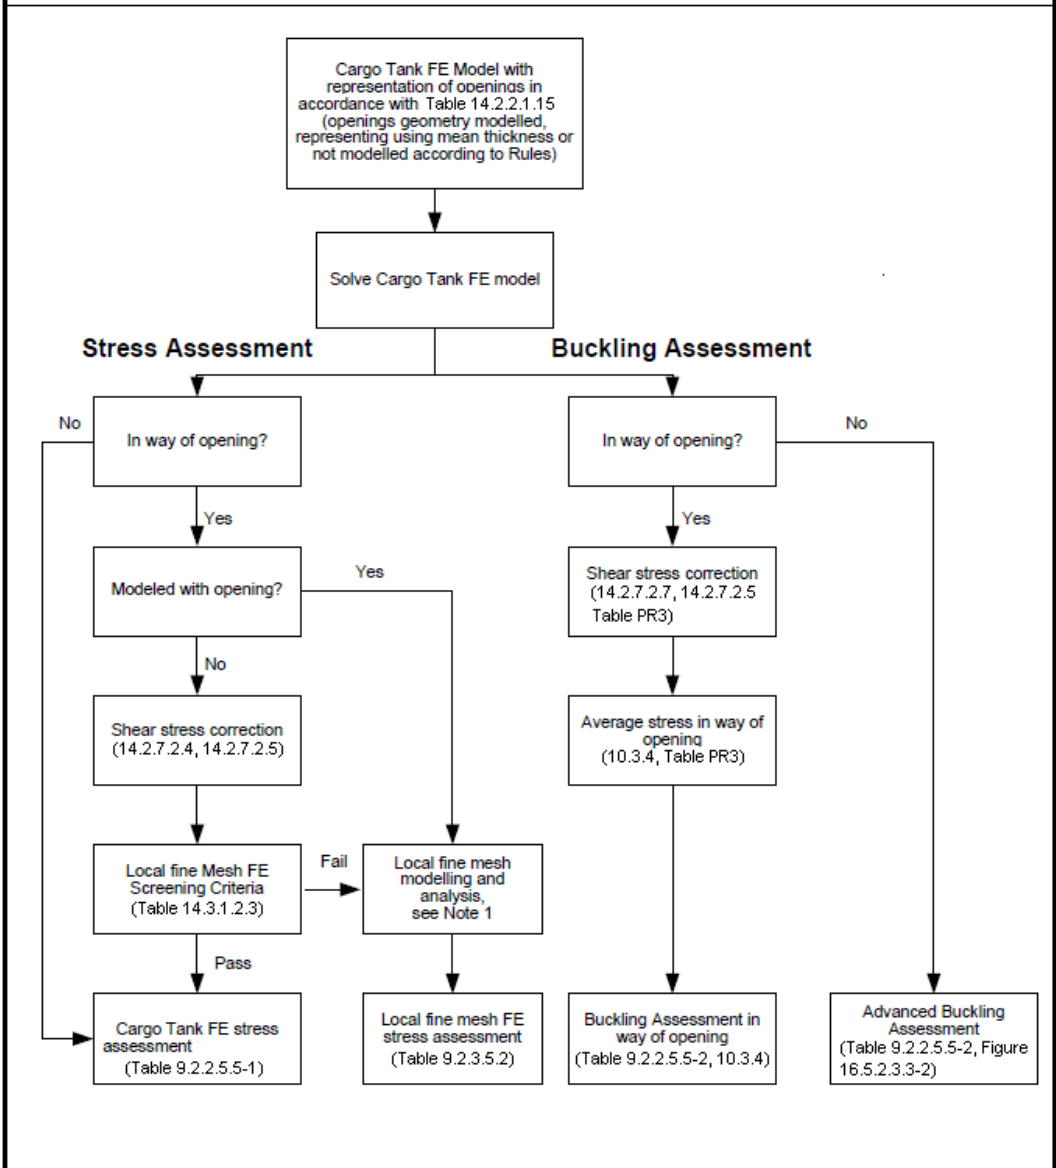 Cargo Tank FE Model with
representation of openings in
accordance with Table 14.2.2.1.15
(openings geometry modelled,
representing using mean thickness or
not modelled according to Rules)
Solve Cargo Tank FE model
Stress Assessment
Buckling Assessment
No
In way of opening?
In way of opening?
No
Yes
Yes
Modeled with opening?
Yes
Shear stress correction
(14.2.7.2.7, 14.2.7.2.5
Table PR3)
No
Shear stress correction
(14.2.7.2.4, 14.2.7.2.5)
Average stress in way of
opening
(10.3.4, Table PR3)
Local fine Mesh FE
Screening Criteria
(Table 14.3.1.2.3)
Fail
Local fine mesh
modelling and
analysis,
see Note 1
Pass
Cargo Tank FE stress
assessment
(Table 9.2.2.5.5-1)
Local fine mesh FE
stress assessment
(Table 9.2.3.5.2)
Buckling Assessment in
way of opening
(Table 9.2.2.5.5-2, 10.3.4)
Advanced Buckling
Assessment
(Table 9.2.2.5.5-2, Figure
16.5.2.3.3-2)